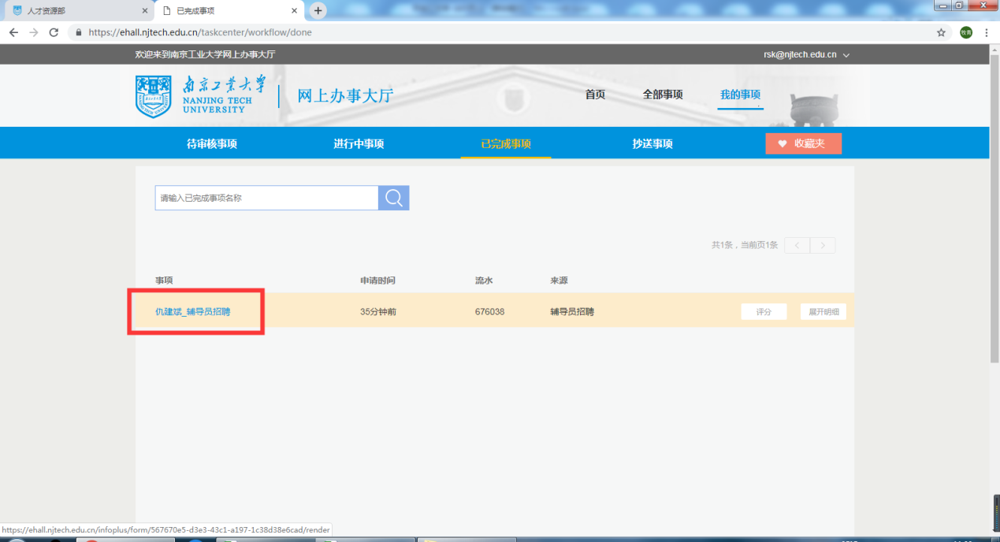 人才资源部
已完成事项
https://ehall.njtech.edu.cn/taskcenter/workflow/done
牧青
欢迎来到南京工业大学网上办事大厅
rsk@njtech.edu.cn
南京工业大学
NANJING TECH
UNIVERSITY
网上办事大厅
首页
全部事项
我的事项
待审核事项
进行中事项
已完成事项
抄送事项
收藏夹
请输入已完成事项名称
共1条，当前页1条
事项
申请时间
流水
来源
仇建斌_辅导员招聘
35分钟前
676038
辅导员招聘
评分
展开明细
https://ehall.njtech.edu.cn/infoplus/form/567670e5-d3e3-43c1-a197-1c38d38e6cad/render